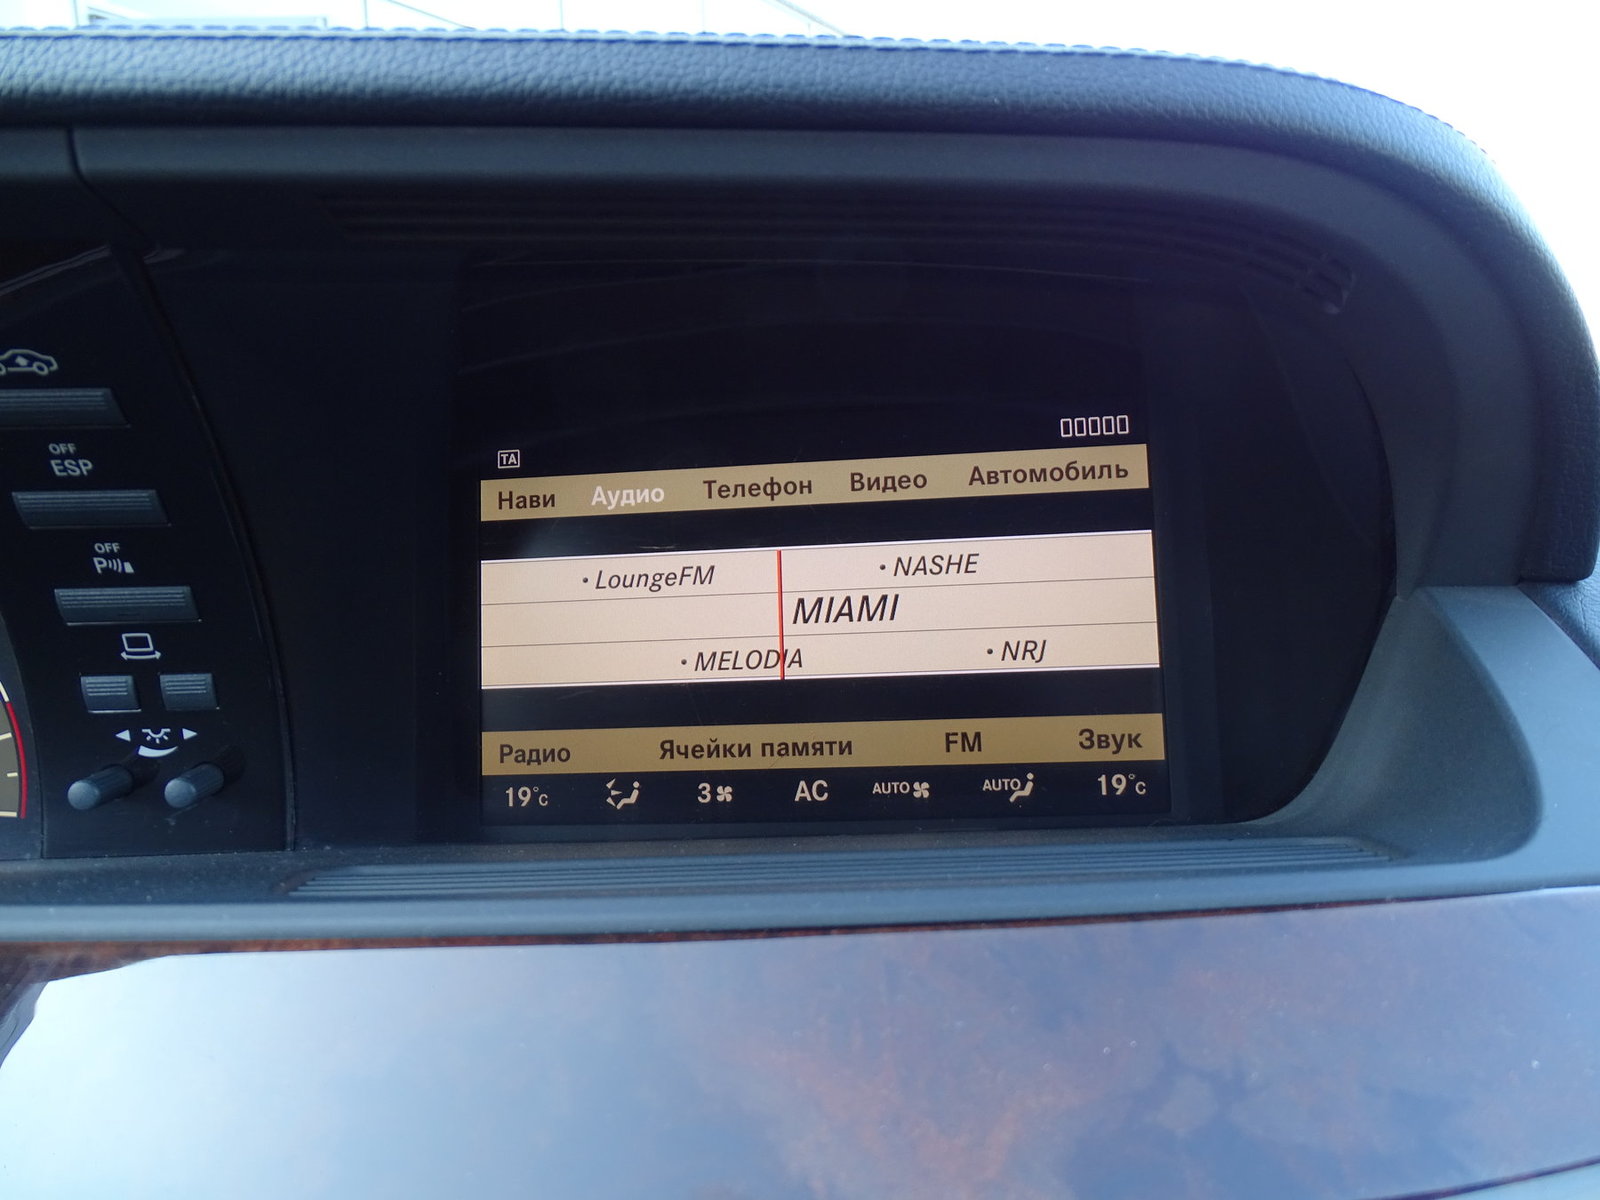 OFF
ESP
OFF
P
TA
Нави Аудио Телефон Видео Автомобиль
• LoungeFM • NASHE
MIAMI
• MELODIA • NRJ
Радио Ячейки памяти FM Звук
19°C 3 AC AUTO AUTO 19°C